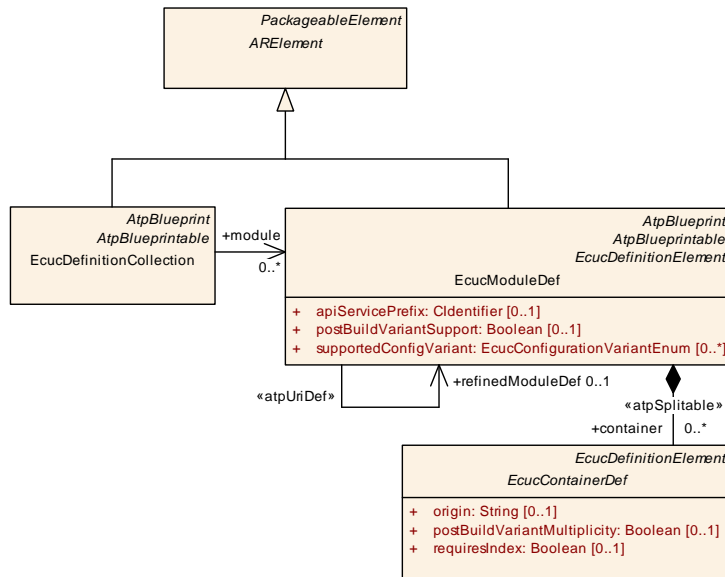 PackageableElement
ARElement
AtpBlueprint
AtpBlueprintable
EcucDefinitionCollection
+module
0..*
AtpBlueprint
AtpBlueprintable
EcucDefinitionElement
EcucModuleDef
+ apiServicePrefix: CIdentifier [0..1]
+ postBuildVariantSupport: Boolean [0..1]
+ supportedConfigVariant: EcucConfigurationVariantEnum [0..*]
«atpUriDef»
+refinedModuleDef 0..1
«atpSplitable»
+container 0..*
EcucDefinitionElement
EcucContainerDef
+ origin: String [0..1]
+ postBuildVariantMultiplicity: Boolean [0..1]
+ requiresIndex: Boolean [0..1]